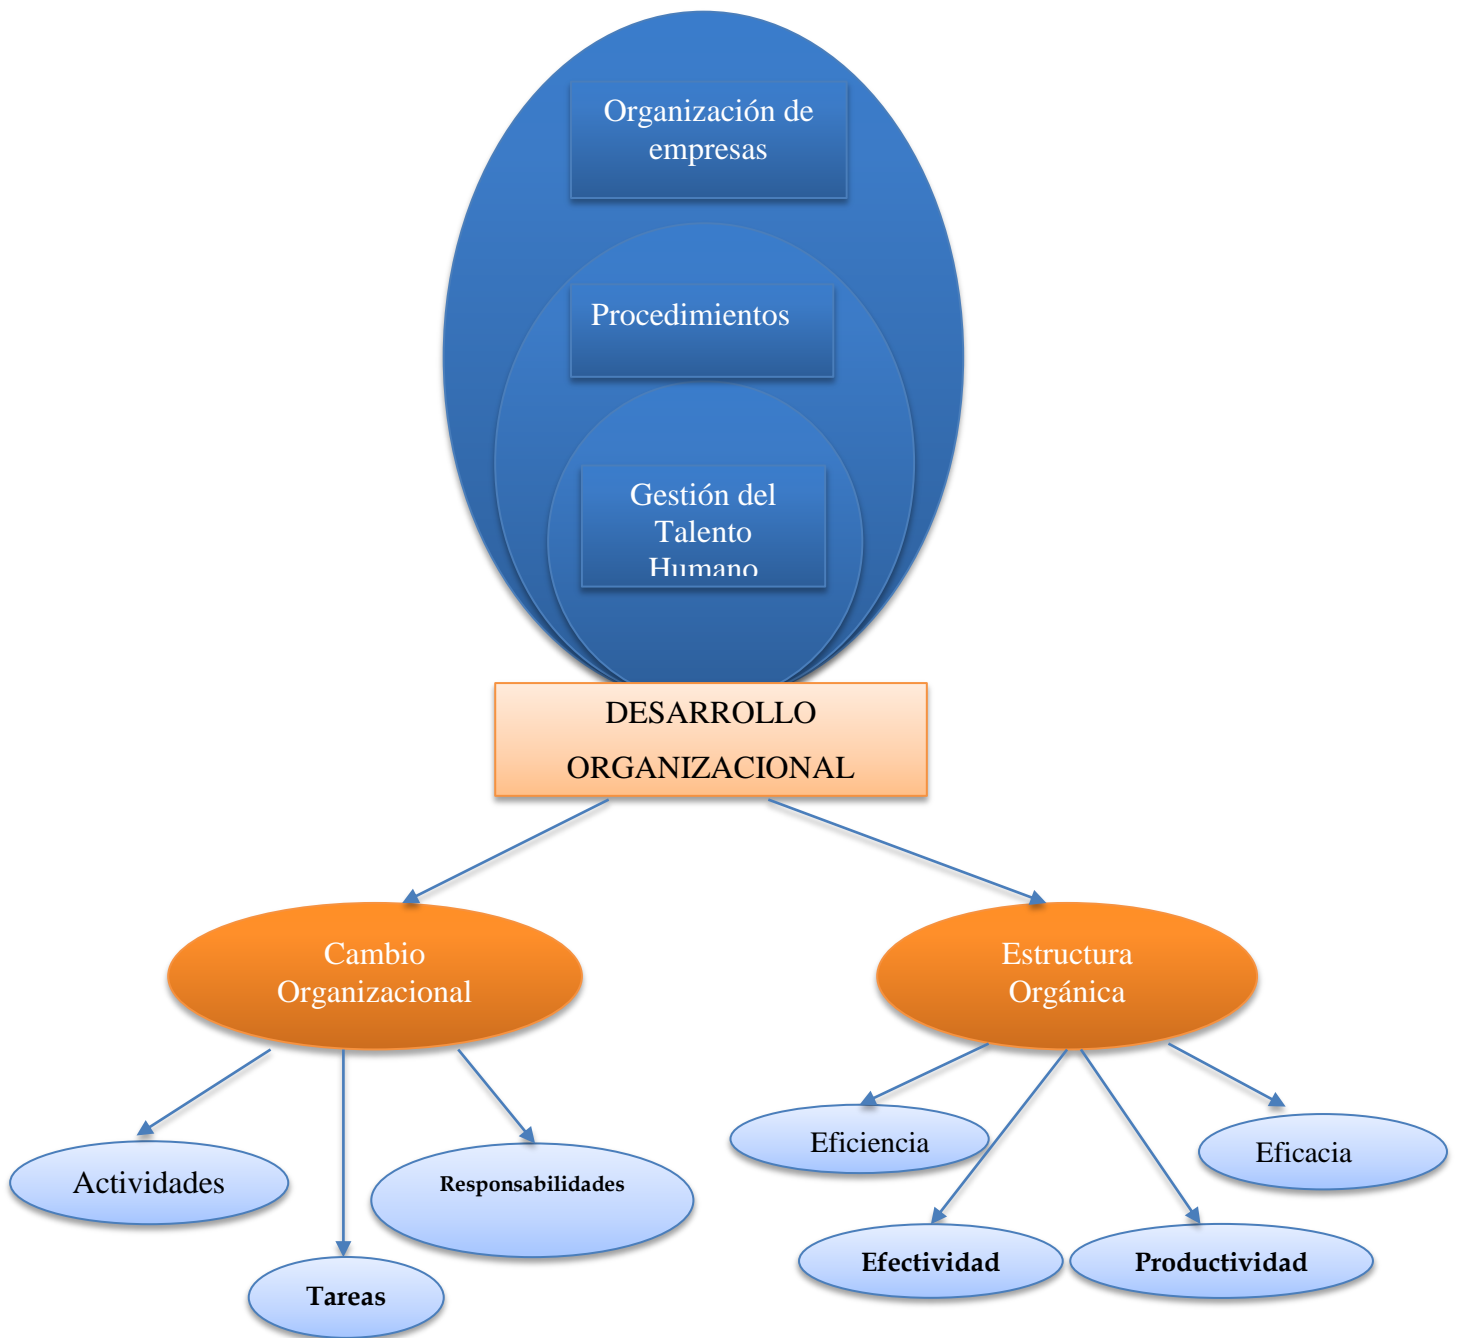 Organización de
empresas
Procedimientos
Gestión del
Talento
Humano
DESARROLLO
ORGANIZACIONAL
Cambio
Organizacional
Estructura
Orgánica
Actividades
Tareas
Responsabilidades
Eficiencia
Efectividad
Productividad
Eficacia